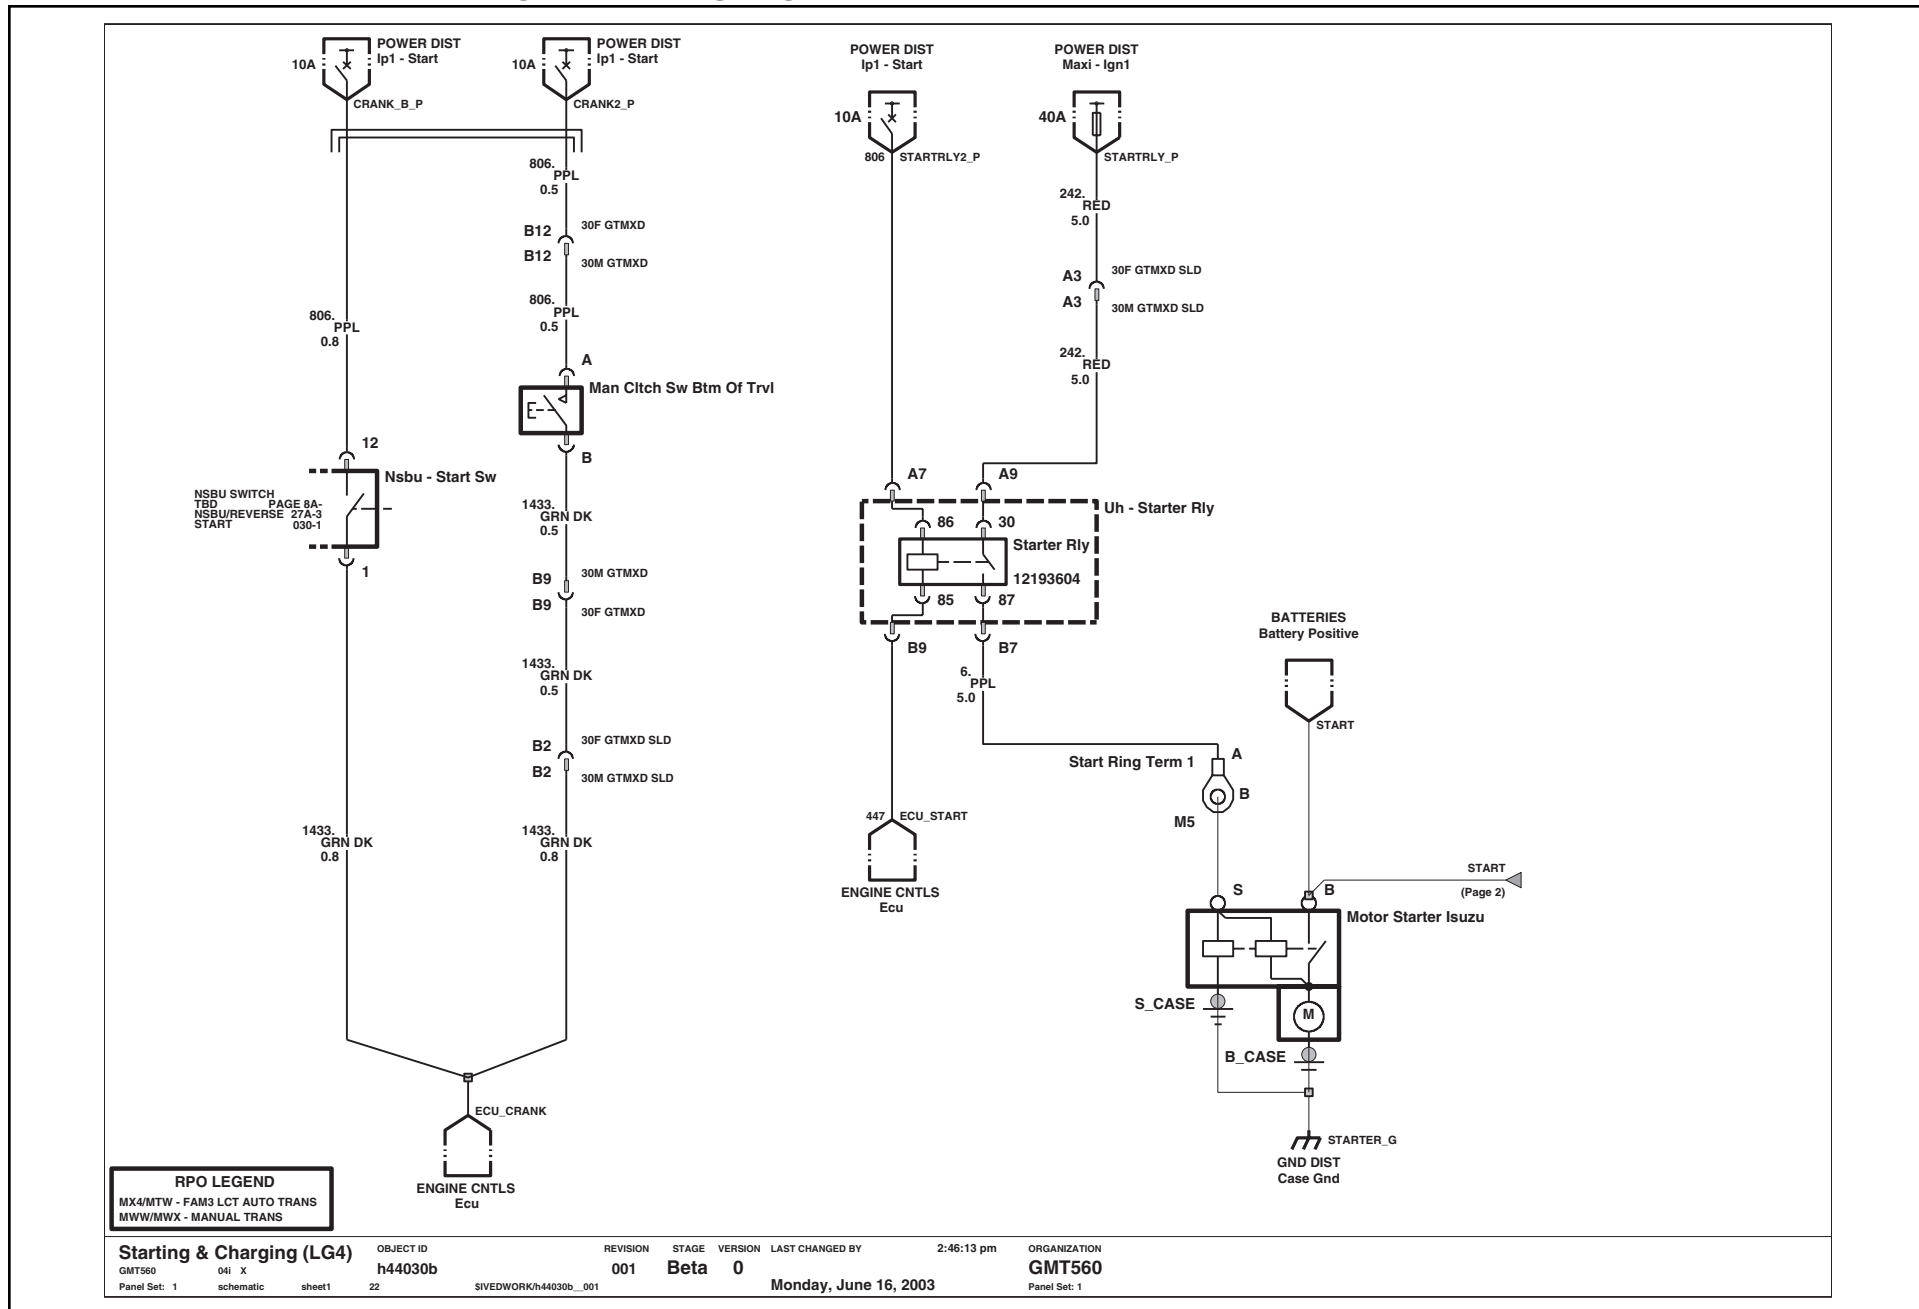 POWER DIST
Ip1 - Start
10A
CRANK_B_P
POWER DIST
Ip1 - Start
10A
CRANK2_P
POWER DIST
Ip1 - Start
10A
806
STARTRLY2_P
POWER DIST
Maxi - Ign1
40A
STARTRLY_P
806.
PPL
0.5
B12
30F GTMXD
B12
30M GTMXD
806.
PPL
0.5
806.
PPL
0.8
A
Man Cltch Sw Btm Of Trvl
B
12
Nsbu - Start Sw
NSBU SWITCH
TBD PAGE 8A-
NSBU/REVERSE 27A-3
START 030-1
1
1433.
GRN DK
0.5
B9
30M GTMXD
B9
30F GTMXD
1433.
GRN DK
0.5
B2
30F GTMXD SLD
B2
30M GTMXD SLD
1433.
GRN DK
0.8
1433.
GRN DK
0.8
ECU_CRANK
ENGINE CNTLS
Ecu
242.
RED
5.0
A3
30F GTMXD SLD
A3
30M GTMXD SLD
242.
RED
5.0
A7
A9
Uh - Starter Rly
86
30
Starter Rly
12193604
85
87
B9
B7
6.
PPL
5.0
447
ECU_START
ENGINE CNTLS
Ecu
Start Ring Term 1
A
B
M5
BATTERIES
Battery Positive
START
START
(Page 2)
S
B
Motor Starter Isuzu
S_CASE
M
B_CASE
STARTER_G
GND DIST
Case Gnd
RPO LEGEND
MX4/MTW - FAM3 LCT AUTO TRANS
MWW/MWX - MANUAL TRANS
Starting & Charging (LG4)
GMT560 04i X
Panel Set: 1 schematic sheet1
OBJECT ID
h44030b
22
$IVEDWORK/h44030b__001
REVISION
001
STAGE
Beta
VERSION
0
LAST CHANGED BY
2:46:13 pm
Monday, June 16, 2003
ORGANIZATION
GMT560
Panel Set: 1